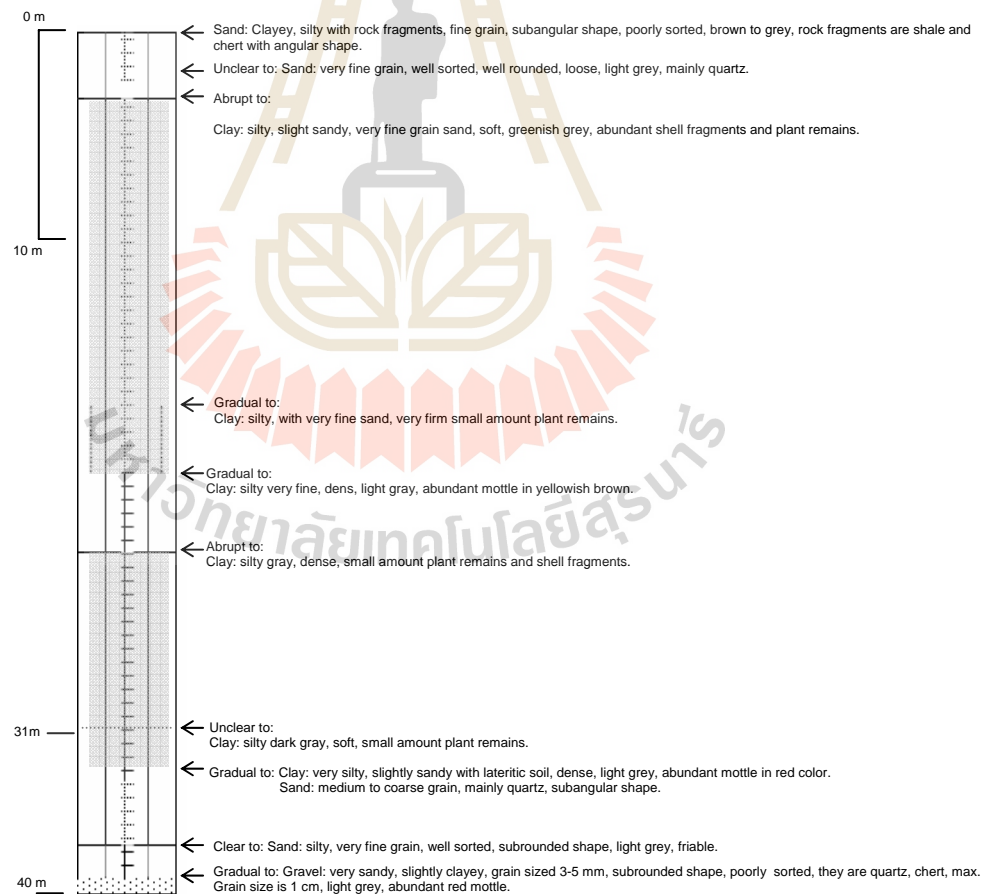 0 m
Sand: Clayey, silty with rock fragments, fine grain, subangular shape, poorly sorted, brown to grey, rock fragments are shale and
chert with angular shape.
Unclear to: Sand: very fine grain, well sorted, well rounded, loose, light grey, mainly quartz.
Abrupt to:
Clay: silty, slight sandy, very fine grain sand, soft, greenish grey, abundant shell fragments and plant remains.
10 m
Gradual to:
Clay: silty, with very fine sand, very firm small amount plant remains.
Gradual to:
Clay: silty very fine, dens, light gray, abundant mottle in yellowish brown.
มหาวิทยาลัยเทคโนโลยีสุรนารี
Abrupt to:
Clay: silty gray, dense, small amount plant remains and shell fragments.
31m
Unclear to:
Clay: silty dark gray, soft, small amount plant remains.
Gradual to: Clay: very silty, slightly sandy with lateritic soil, dense, light grey, abundant mottle in red color.
Sand: medium to coarse grain, mainly quartz, subangular shape.
Clear to: Sand: silty, very fine grain, well sorted, subrounded shape, light grey, friable.
Gradual to: Gravel: very sandy, slightly clayey, grain sized 3-5 mm, subrounded shape, poorly sorted, they are quartz, chert, max.
Grain size is 1 cm, light grey, abundant red mottle.
40 m